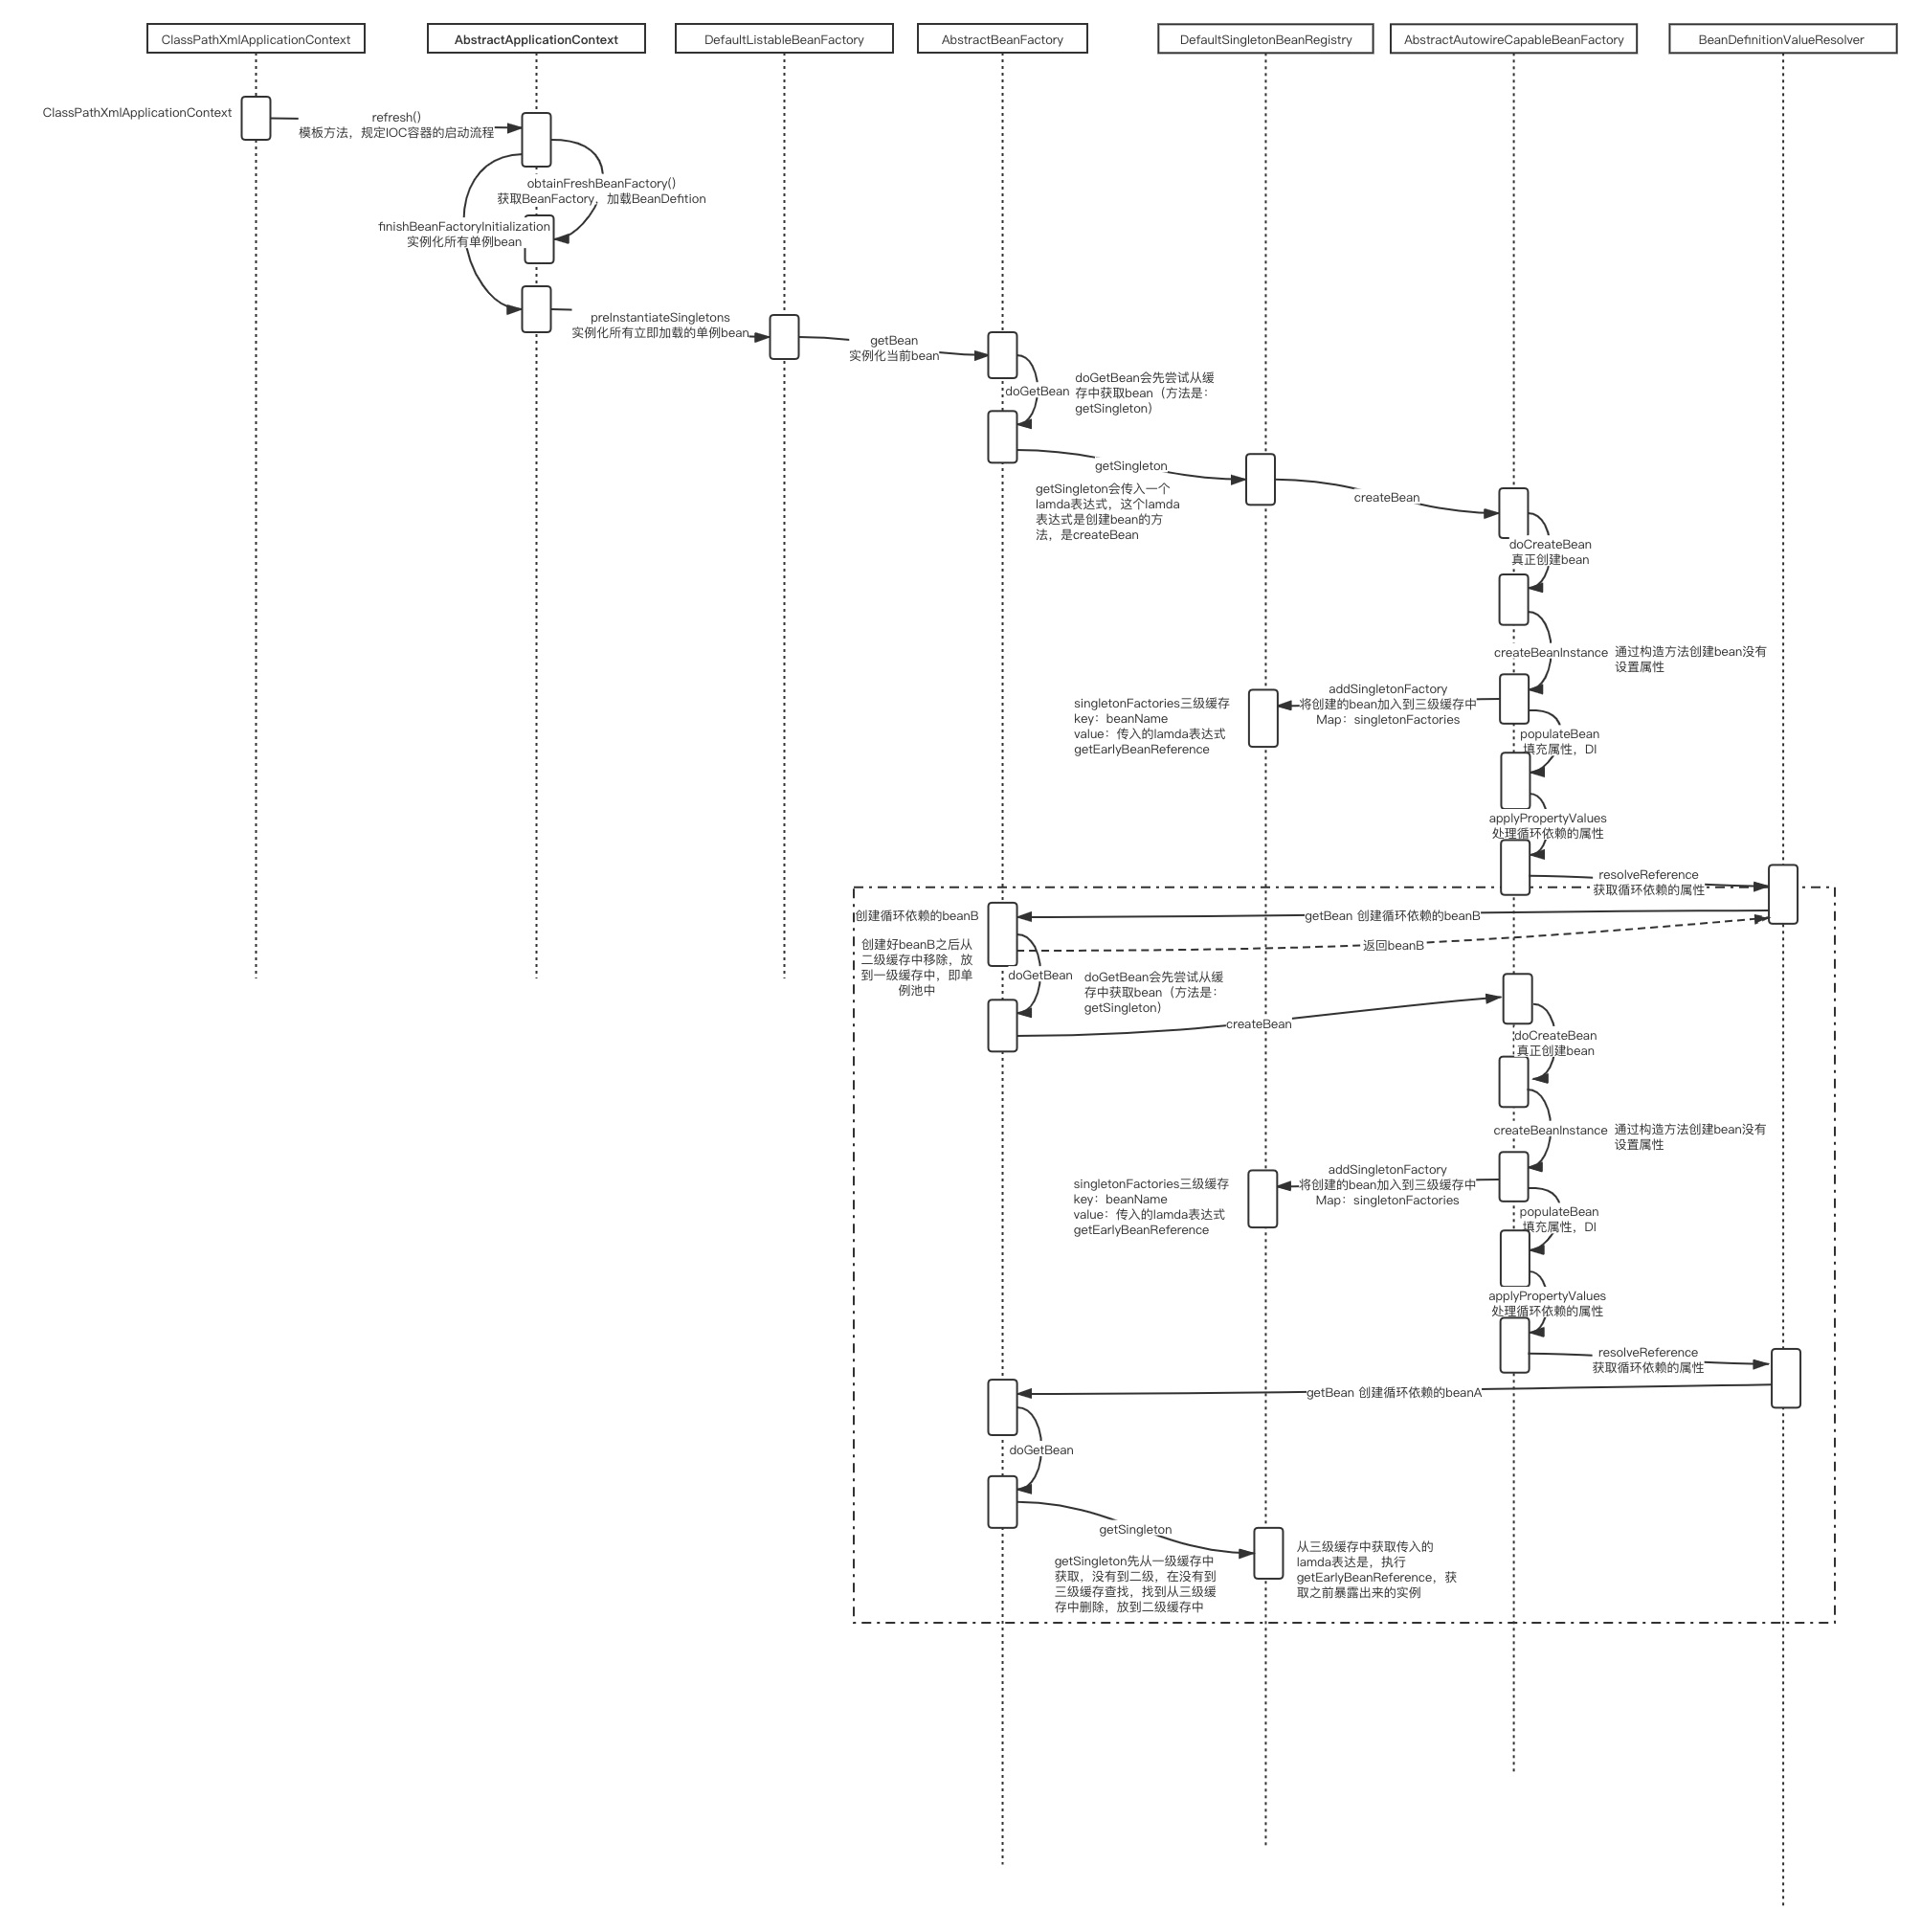 ClassPathXmlApplicationContext
AbstractApplicationContext
DefaultListableBeanFactory
AbstractBeanFactory
DefaultSingletonBeanRegistry
AbstractAutowireCapableBeanFactory
BeanDefinitionValueResolver
ClassPathXmlApplicationContext
refresh()
模板方法，规定IOC容器的启动流程
obtainFreshBeanFactory()
获取BeanFactory，加载BeanDefition
finishBeanFactoryInitialization
实例化所有单例bean
preInstantiateSingletons
实例化所有立即加载的单例bean
getBean
实例化当前bean
doGetBean
doGetBean会先尝试从缓
存中获取bean（方法是：
getSingleton）
getSingleton
getSingleton会传入一个
lamda表达式，这个lamda
表达式是创建bean的方
法，是createBean
createBean
doCreateBean
真正创建bean
createBeanInstance
通过构造方法创建bean没有
设置属性
addSingletonFactory
将创建的bean加入到三级缓存中
Map：singletonFactories
singletonFactories三级缓存
key：beanName
value：传入的lamda表达式
getEarlyBeanReference
populateBean
填充属性，DI
applyPropertyValues
处理循环依赖的属性
resolveReference
获取循环依赖的属性
创建循环依赖的beanB
getBean 创建循环依赖的beanB
返回beanB
创建好beanB之后从
二级缓存中移除，放
到一级缓存中，即单
例池中
doGetBean
doGetBean会先尝试从缓
存中获取bean（方法是：
getSingleton）
createBean
doCreateBean
真正创建bean
createBeanInstance
通过构造方法创建bean没有
设置属性
addSingletonFactory
将创建的bean加入到三级缓存中
Map：singletonFactories
singletonFactories三级缓存
key：beanName
value：传入的lamda表达式
getEarlyBeanReference
populateBean
填充属性，DI
applyPropertyValues
处理循环依赖的属性
resolveReference
获取循环依赖的属性
getBean 创建循环依赖的beanA
doGetBean
getSingleton
getSingleton先从一级缓存中
获取，没有到二级，在没有到
三级缓存查找，找到从三级缓
存中删除，放到二级缓存中
从三级缓存中获取传入的
lamda表达是，执行
getEarlyBeanReference，获
取之前暴露出来的实例